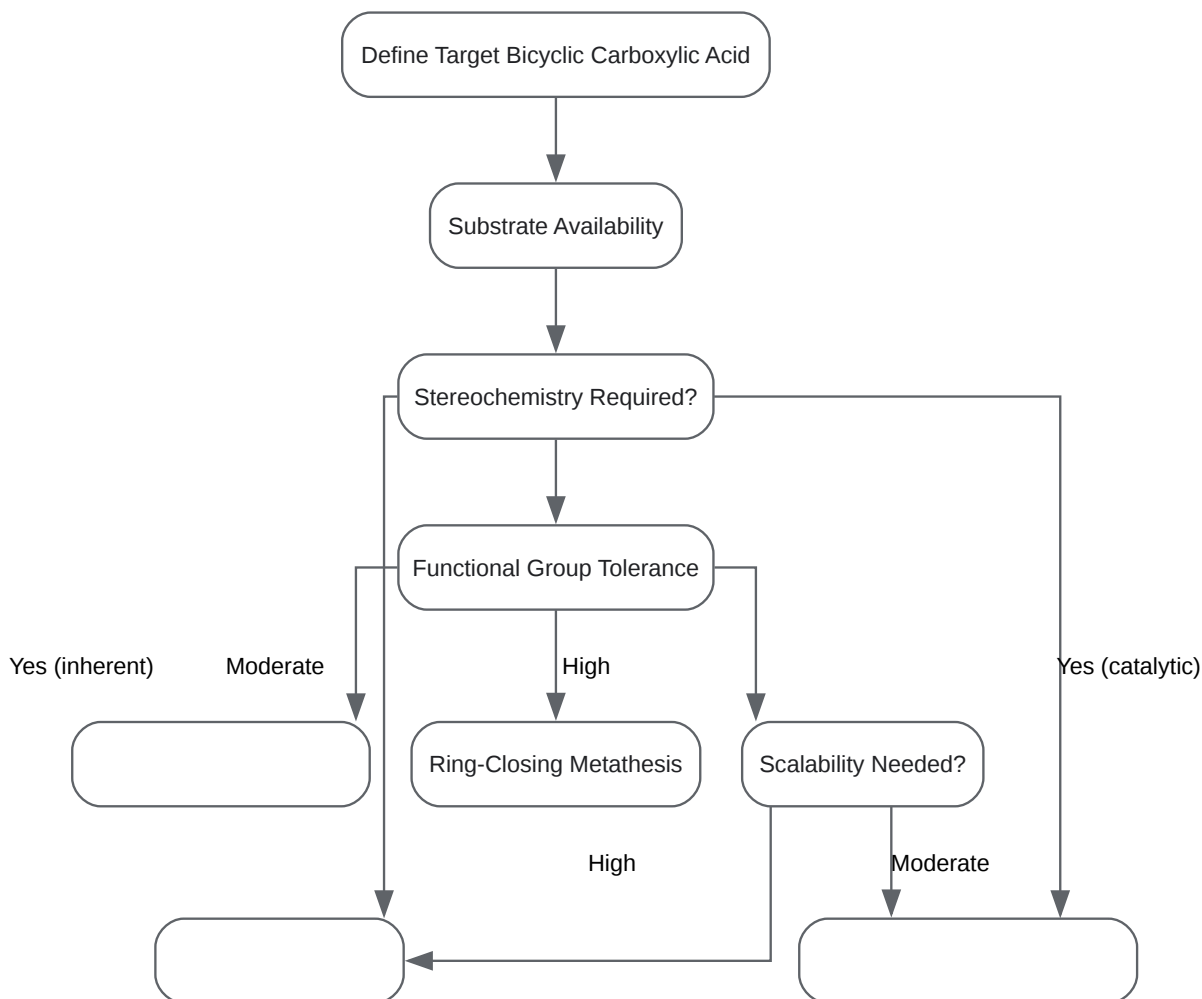 Define Target Bicyclic Carboxylic Acid
Substrate Availability
Stereochemistry Required?
Functional Group Tolerance
Yes (inherent)
Moderate
High
Yes (catalytic)
Ring-Closing Metathesis
Scalability Needed?
High
Moderate